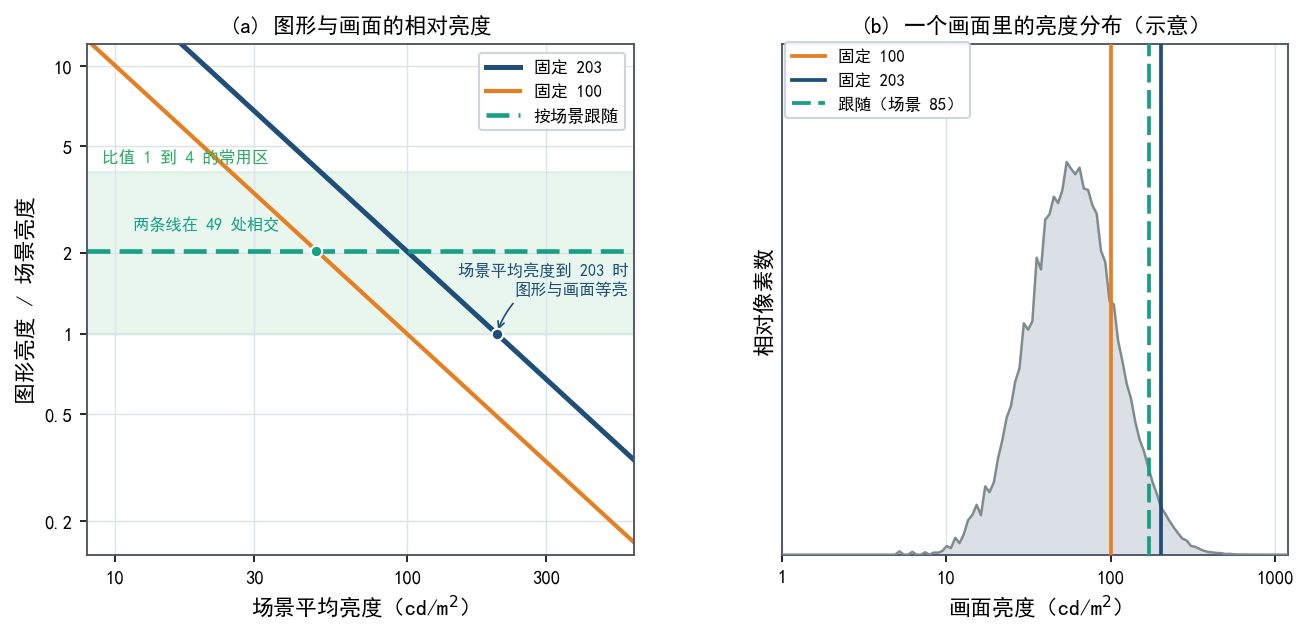 (a) 图形与画面的相对亮度
图形亮度 / 场景亮度
10
5
2
1
0.5
0.2
固定 203
固定 100
按场景跟随
比值 1 到 4 的常用区
两条线在 49 处相交
场景平均亮度到 203 时
图形与画面等亮
10
30
100
300
场景平均亮度（cd/m²）
(b) 一个画面里的亮度分布（示意）
相对像素数
固定 100
固定 203
跟随（场景 85）
1
10
100
1000
画面亮度（cd/m²）